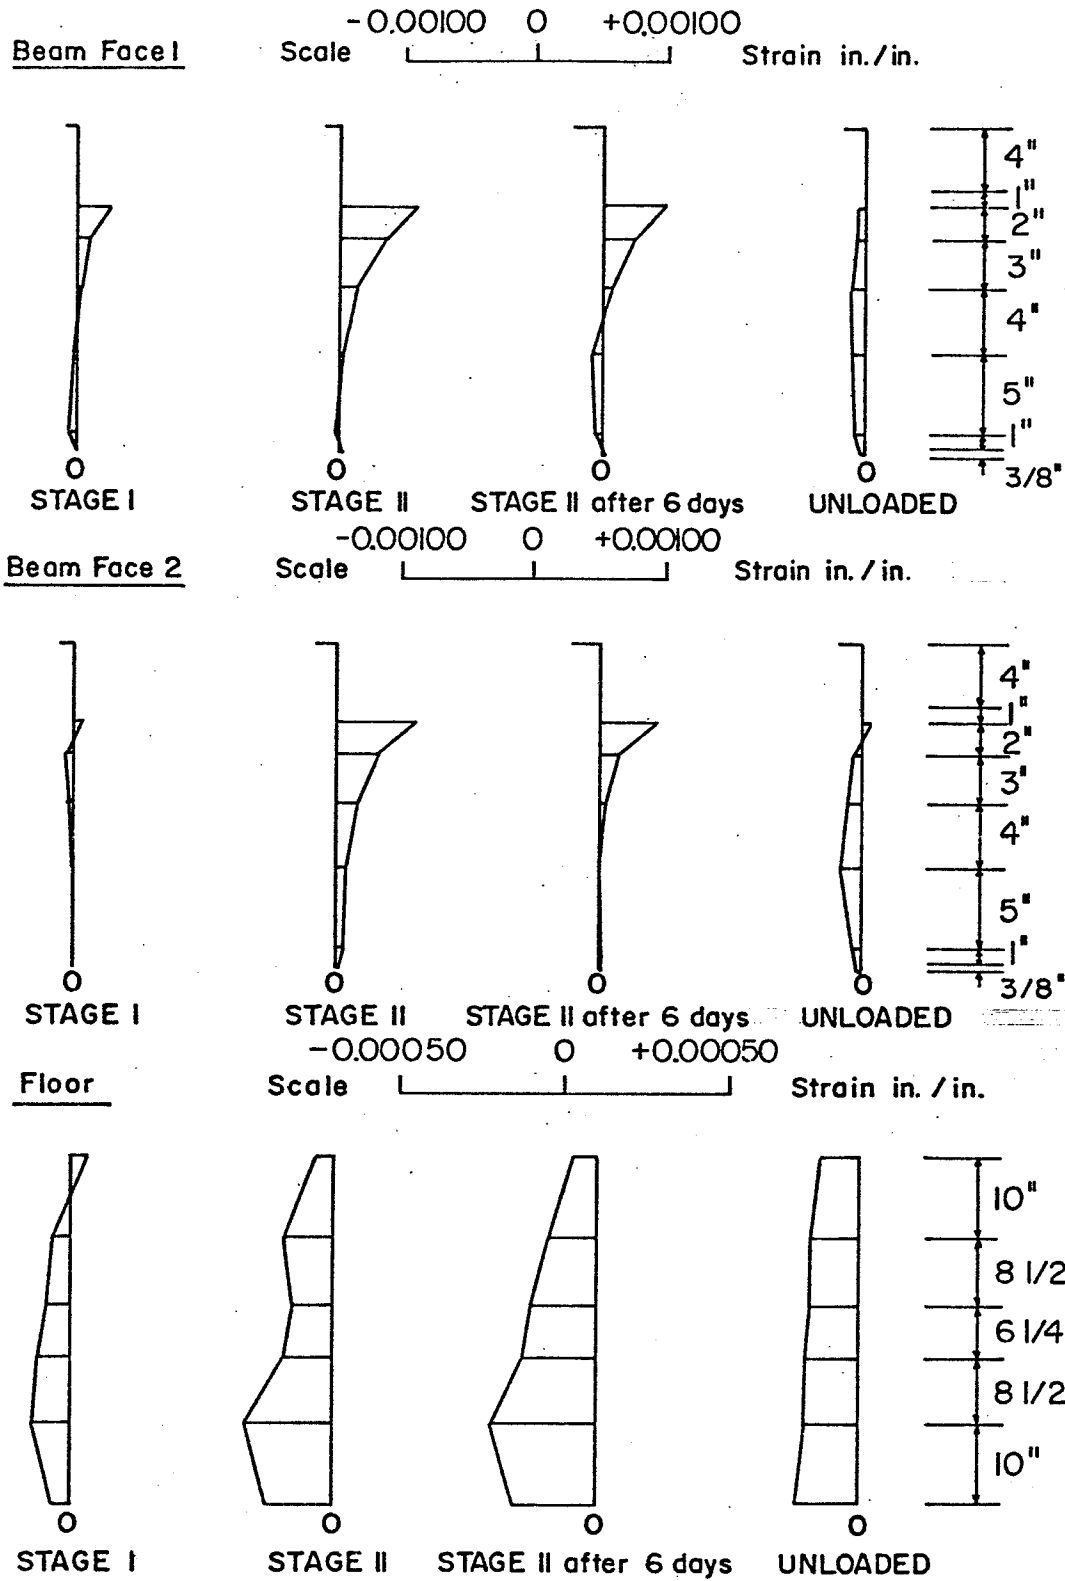 -0.00100 0 +0.00100
Beam Face 1 Scale Strain in./in.
4"
1"
2"
3"
4"
5"
1"
3/8"
0 0 0 0
STAGE I STAGE II STAGE II after 6 days UNLOADED
-0.00100 0 +0.00100
Beam Face 2 Scale Strain in./in.
4"
1"
2"
3"
4"
5"
1"
3/8"
0 0 0 0
STAGE I STAGE II STAGE II after 6 days UNLOADED
-0.00050 0 +0.00050
Floor Scale Strain in./in.
10"
8 1/2
6 1/4
8 1/2
10"
0 0 0 0
STAGE I STAGE II STAGE II after 6 days UNLOADED